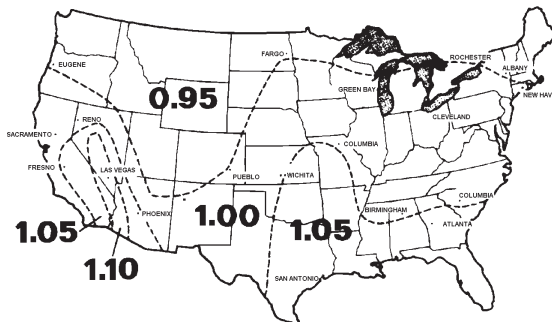 FARGO
ROCHESTER
EUGENE
ALBANY
GREEN BAY
NEW HAV
0.95
RENO
CLEVELAND
SACRAMENTO
COLUMBIA
FRESNO
LAS VEGAS
PUEBLO
WICHITA
COLUMBIA
PHOENIX
BIRMINGHAM
1.05
1.00
1.05
ATLANTA
1.10
SAN ANTONIO